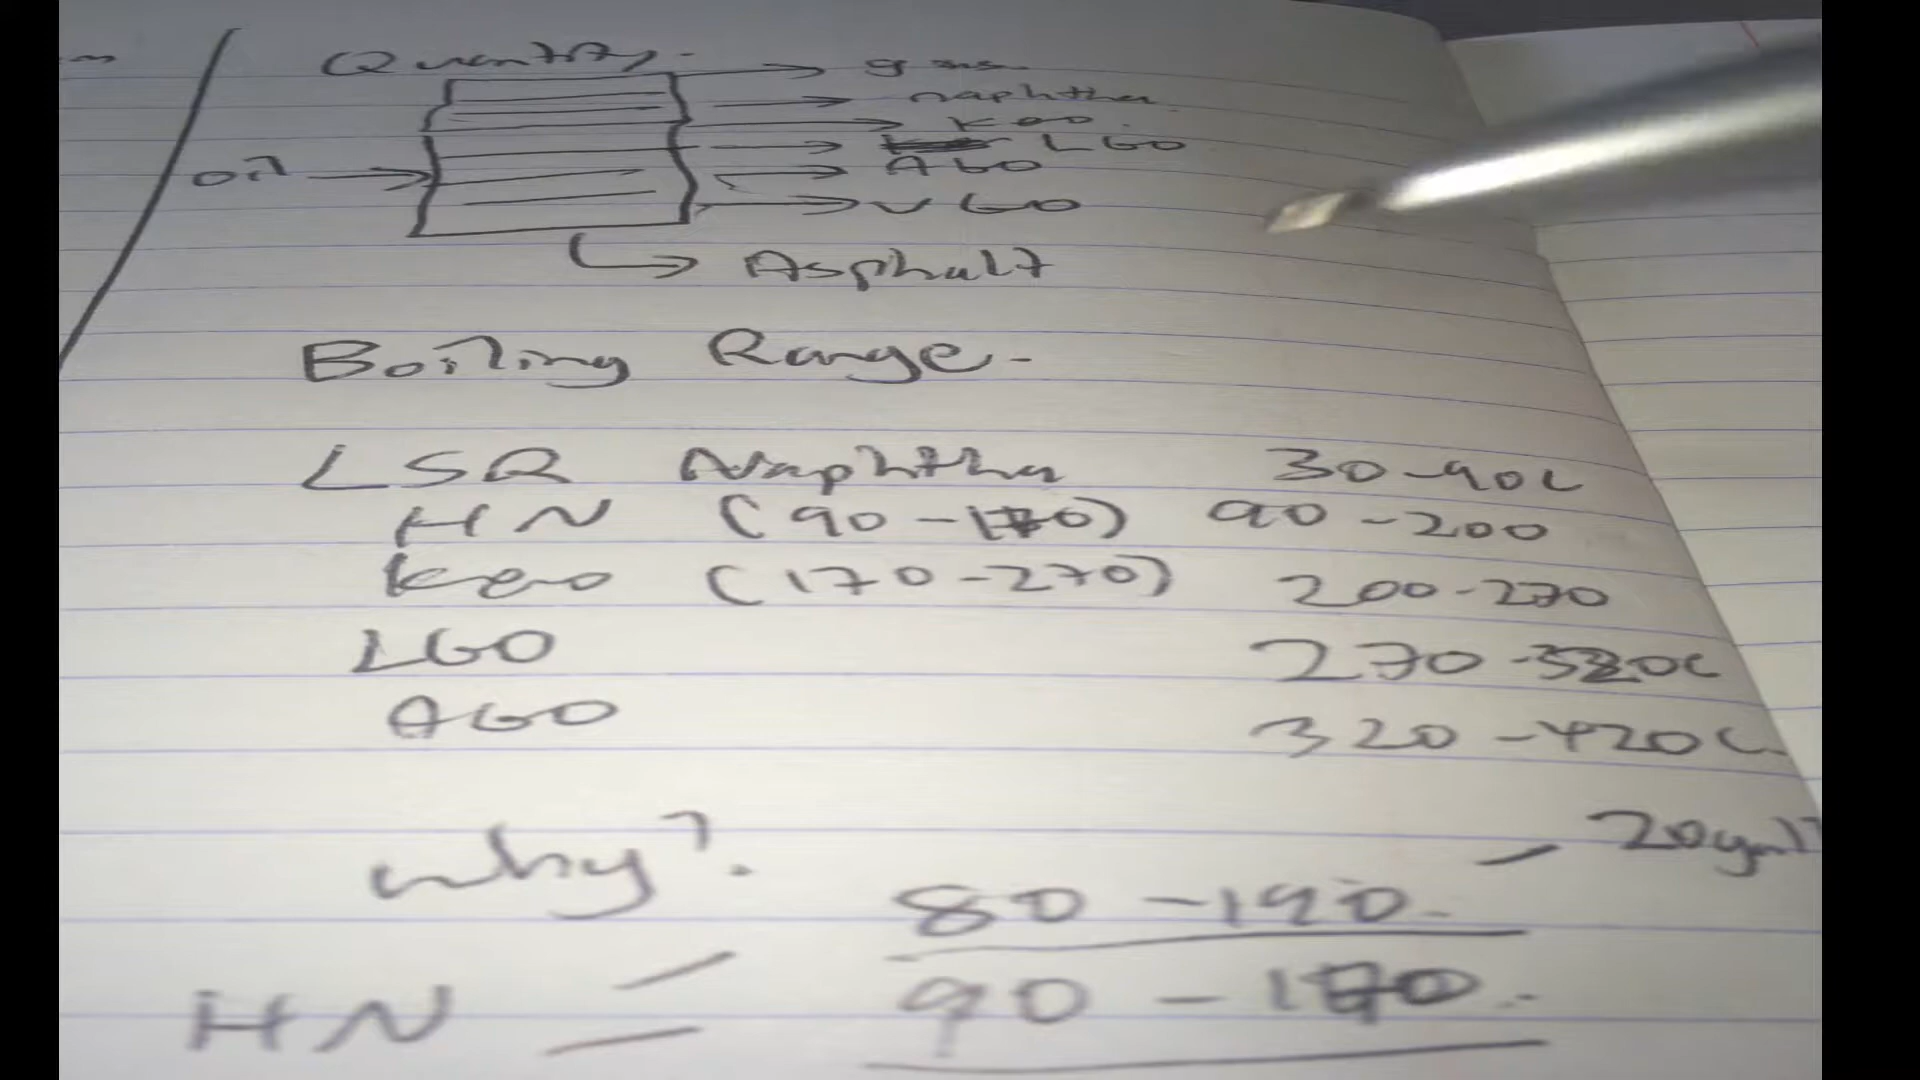 Quantity.
gas.
naphtha.
Keo.
LGO
oil
AGO
VGO
Asphalt
Boiling Range.
LSR Naphtha 30-90C
HN (90-170) 90-200
Keo (170-270) 200-270
LGO 270-320C
AGO 320-420C
why?
80-190.
HN 90-170.